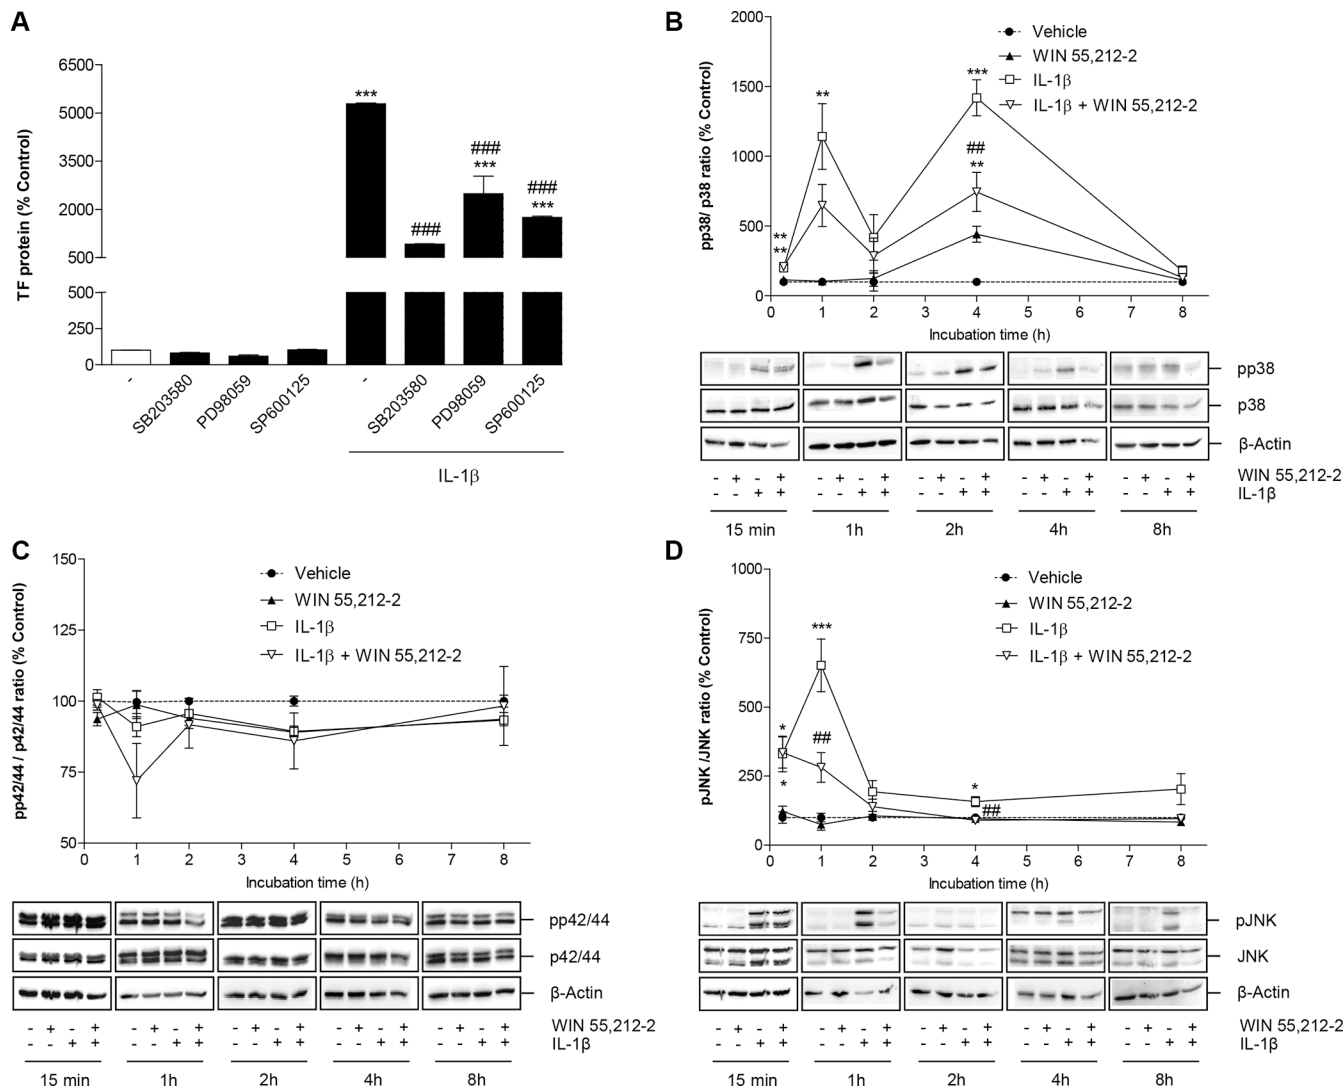 A
TF protein (% Control)
6500
5000
3500
2000
500
500
250
0
***
###
###
***
###
***
-
SB203580
PD98059
SP600125
-
SB203580
PD98059
SP600125
IL-1β
B
pp38/ p38 ratio (% Control)
2000
1500
1000
500
0
Vehicle
WIN 55,212-2
IL-1β
IL-1β + WIN 55,212-2
**
**
**
***
##
**
0 1 2 3 4 5 6 7 8
Incubation time (h)
pp38
p38
β-Actin
- + - + - + - + - + - + - + - + - + - + WIN 55,212-2
- - + + - - + + - - + + - - + + - - + + IL-1β
15 min 1h 2h 4h 8h
C
pp42/44 / p42/44 ratio (% Control)
150
125
100
75
50
Vehicle
WIN 55,212-2
IL-1β
IL-1β + WIN 55,212-2
0 1 2 3 4 5 6 7 8
Incubation time (h)
pp42/44
p42/44
β-Actin
- + - + - + - + - + - + - + - + - + - + WIN 55,212-2
- - + + - - + + - - + + - - + + - - + + IL-1β
15 min 1h 2h 4h 8h
D
pJNK /JNK ratio (% Control)
1000
750
500
250
0
Vehicle
WIN 55,212-2
IL-1β
IL-1β + WIN 55,212-2
***
*
##
*
*
##
0 1 2 3 4 5 6 7 8
Incubation time (h)
pJNK
JNK
β-Actin
- + - + - + - + - + - + - + - + - + - + WIN 55,212-2
- - + + - - + + - - + + - - + + - - + + IL-1β
15 min 1h 2h 4h 8h